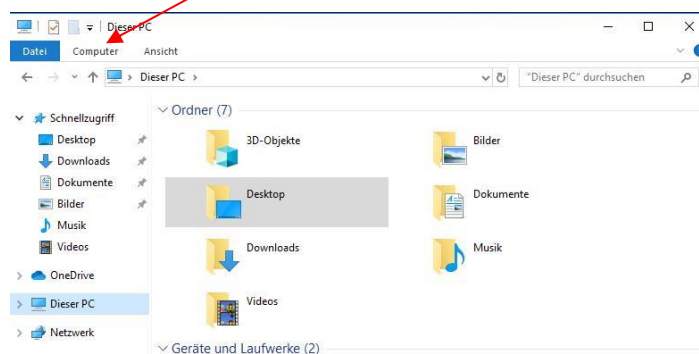 Dieser PC
Datei Computer Ansicht
Dieser PC "Dieser PC" durchsuchen
Schnellzugriff
Desktop
Downloads
Dokumente
Bilder
Musik
Videos
OneDrive
Dieser PC
Netzwerk
Ordner (7)
3D-Objekte Bilder
Desktop Dokumente
Downloads Musik
Videos
Geräte und Laufwerke (2)